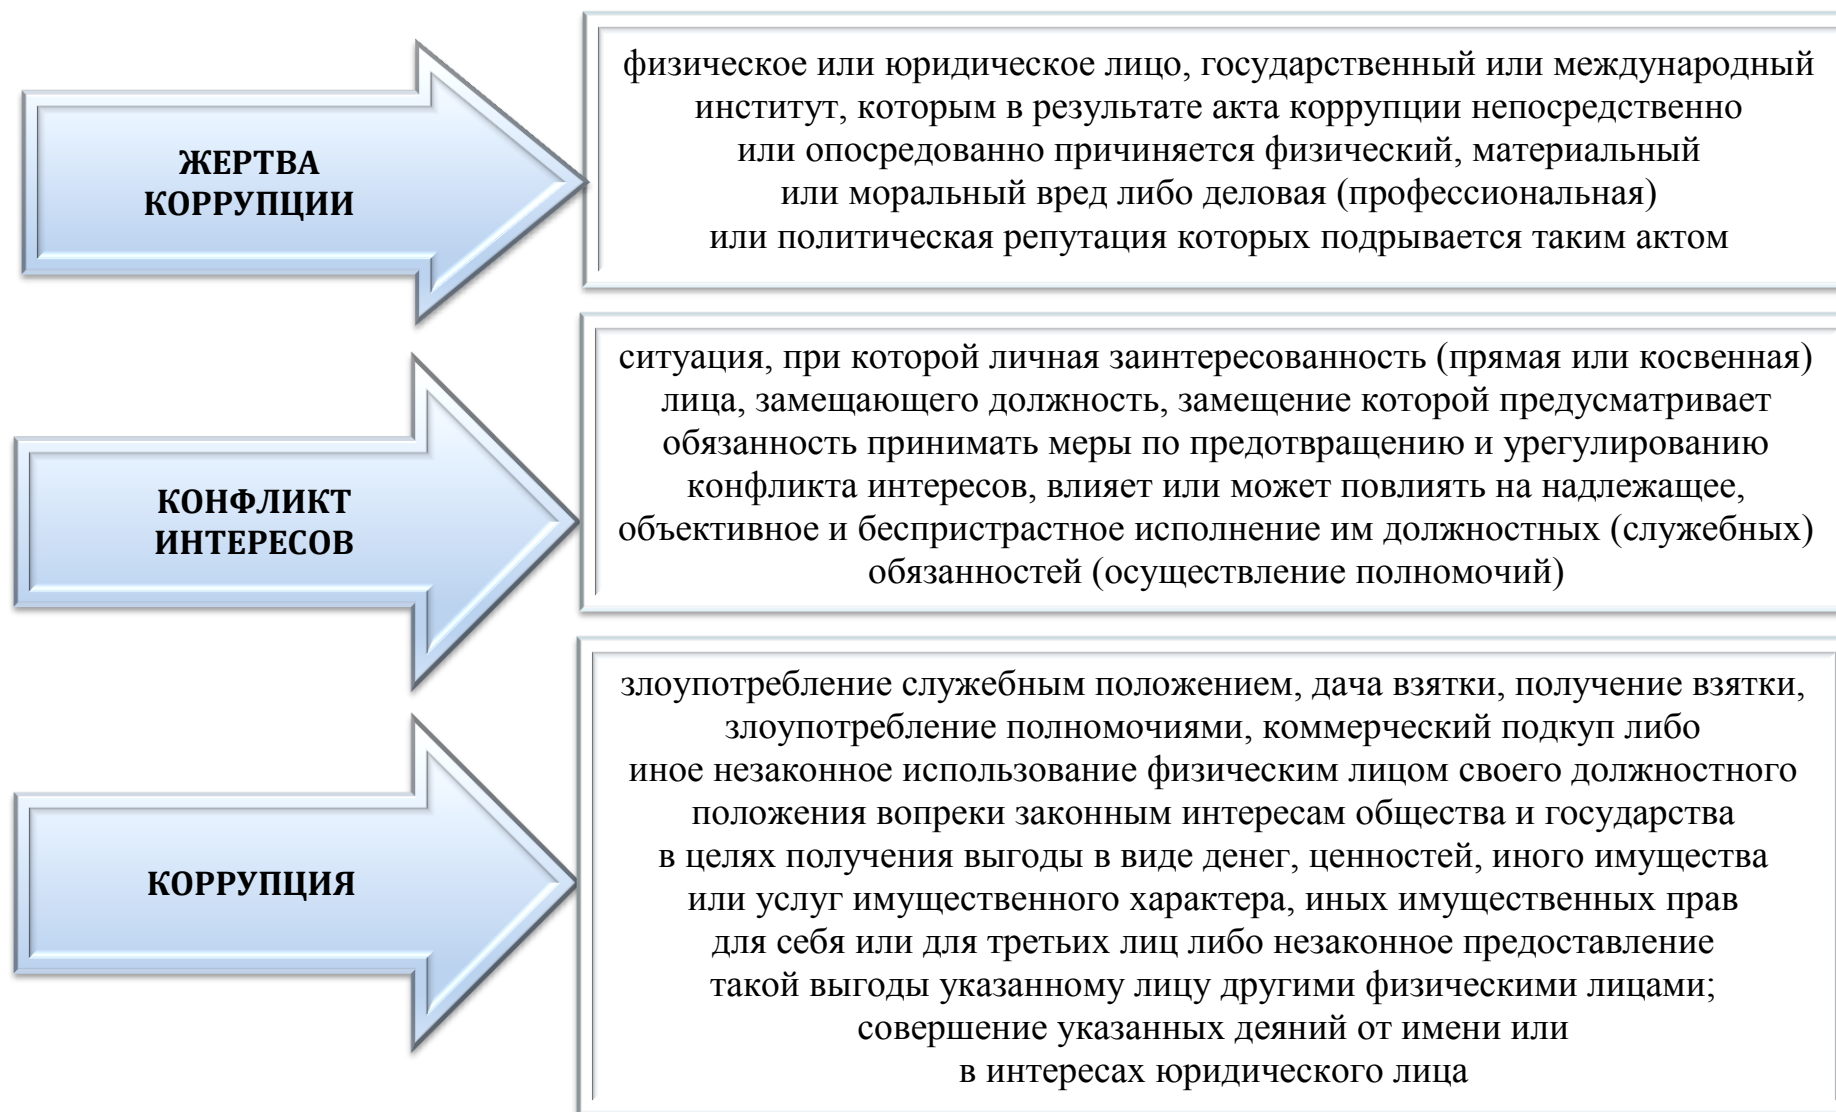 ЖЕРТВА
КОРРУПЦИИ
физическое или юридическое лицо, государственный или международный
институт, которым в результате акта коррупции непосредственно
или опосредованно причиняется физический, материальный
или моральный вред либо деловая (профессиональная)
или политическая репутация которых подрывается таким актом
КОНФЛИКТ
ИНТЕРЕСОВ
ситуация, при которой личная заинтересованность (прямая или косвенная)
лица, замещающего должность, замещение которой предусматривает
обязанность принимать меры по предотвращению и урегулированию
конфликта интересов, влияет или может повлиять на надлежащее,
объективное и беспристрастное исполнение им должностных (служебных)
обязанностей (осуществление полномочий)
КОРРУПЦИЯ
злоупотребление служебным положением, дача взятки, получение взятки,
злоупотребление полномочиями, коммерческий подкуп либо
иное незаконное использование физическим лицом своего должностного
положения вопреки законным интересам общества и государства
в целях получения выгоды в виде денег, ценностей, иного имущества
или услуг имущественного характера, иных имущественных прав
для себя или для третьих лиц либо незаконное предоставление
такой выгоды указанному лицу другими физическими лицами;
совершение указанных деяний от имени или
в интересах юридического лица